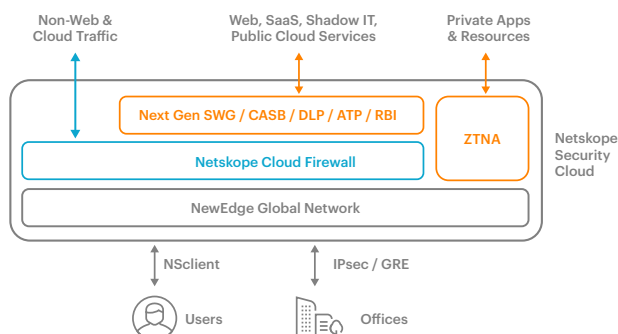 Non-Web &
Cloud Traffic
Web, SaaS, Shadow IT,
Public Cloud Services
Private Apps
& Resources
Next Gen SWG / CASB / DLP / ATP / RBI
ZTNA
Netskope Cloud Firewall
Netskope
Security
Cloud
NewEdge Global Network
NSclient
IPsec / GRE
Users
Offices